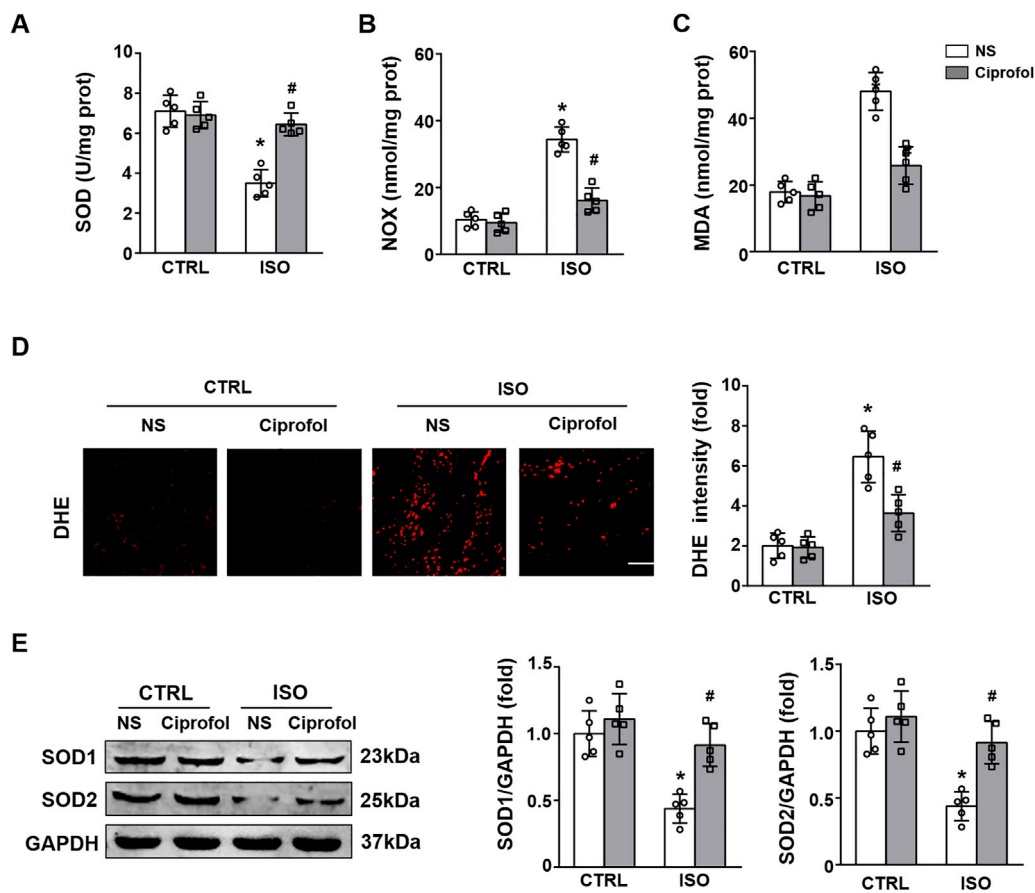 A
SOD (U/mg prot)
10
8
6
4
2
0
*
#
CTRL
ISO
B
NOX (nmol/mg prot)
60
40
20
0
*
#
CTRL
ISO
C
MDA (nmol/mg prot)
60
40
20
0
CTRL
ISO
NS
Ciprofol
D
CTRL
ISO
NS
Ciprofol
NS
Ciprofol
DHE
DHE intensity (fold)
8
6
4
2
0
*
#
CTRL
ISO
E
CTRL
ISO
NS
Ciprofol
NS
Ciprofol
SOD1
23kDa
SOD2
25kDa
GAPDH
37kDa
SOD1/GAPDH (fold)
1.5
1.0
0.5
0
*
#
CTRL
ISO
SOD2/GAPDH (fold)
1.5
1.0
0.5
0
*
#
CTRL
ISO